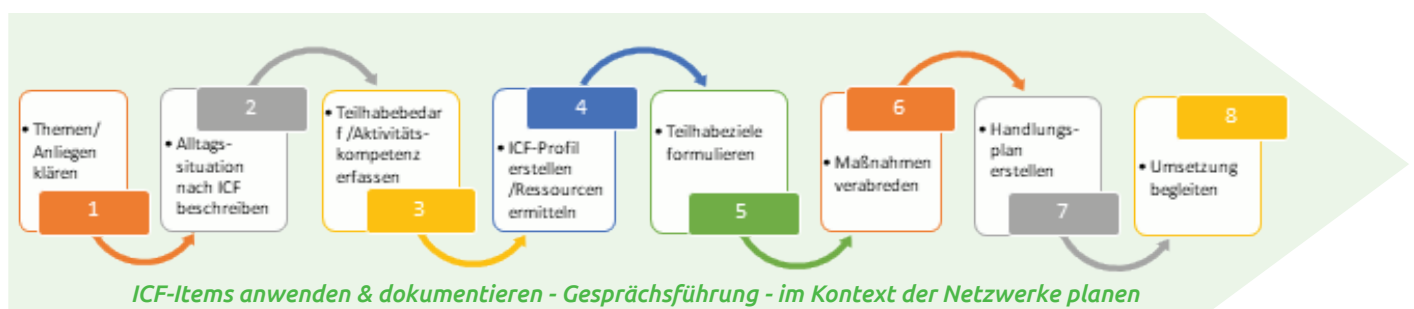 1
• Themen/
Anliegen
klären
2
• Alltags-
situation
nach ICF
beschreiben
3
• Teilhabebedar
f /Aktivitäts-
kompetenz
erfassen
4
• ICF-Profil
erstellen
/Ressourcen
ermitteln
5
• Teilhabeziele
formulieren
6
• Maßnahmen
verabreden
7
• Handlungs-
plan
erstellen
8
• Umsetzung
begleiten
ICF-Items anwenden & dokumentieren - Gesprächsführung - im Kontext der Netzwerke planen